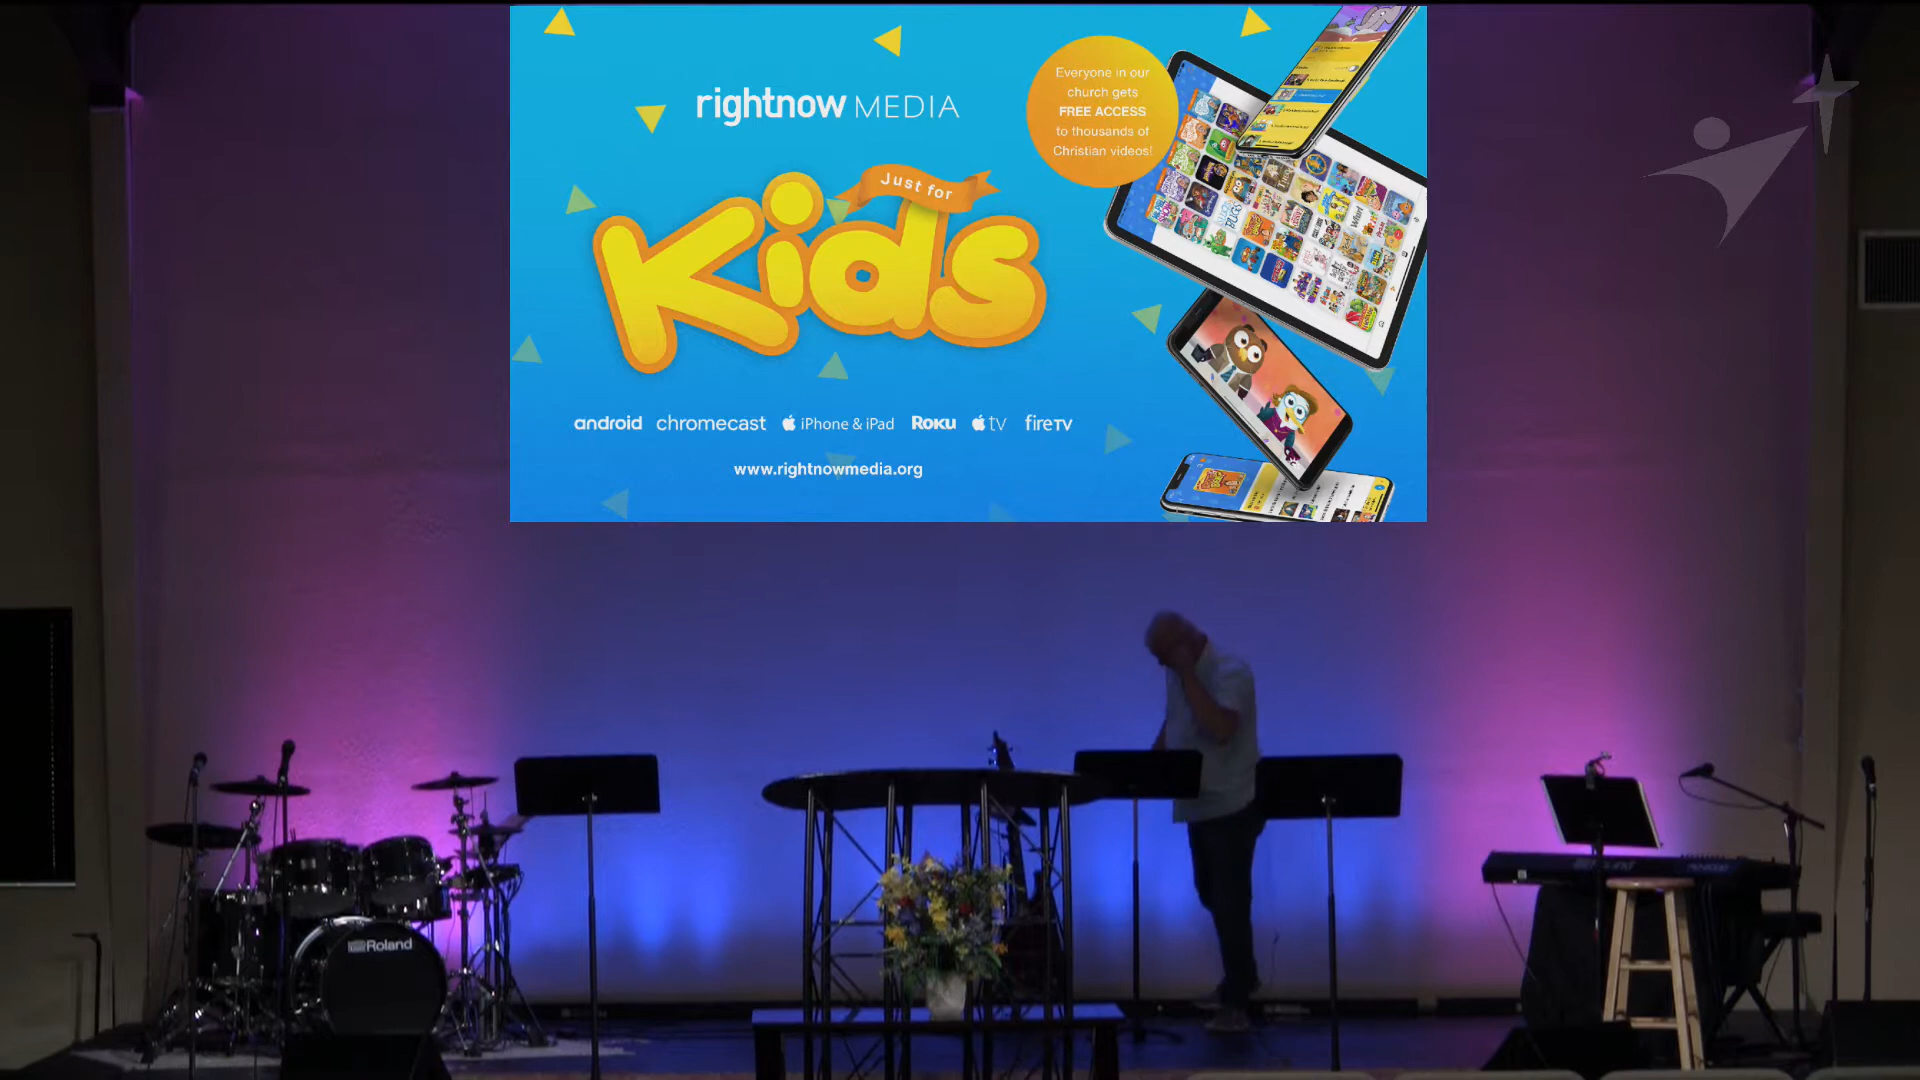 rightnow MEDIA
Everyone in our
church gets
FREE ACCESS
to thousands of
Christian videos!
Just for
Kids
android chromecast iPhone & iPad ROKU tv fireTV
www.rightnowmedia.org
Roland